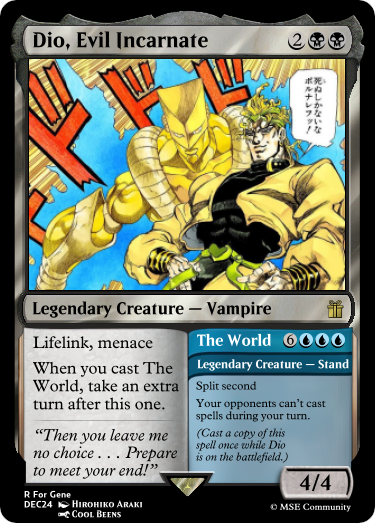 Dio, Evil Incarnate 2
死ぬしかないな
ポルナレフッ!
ドドド
Legendary Creature — Vampire
Lifelink, menace
When you cast The
World, take an extra
turn after this one.
“Then you leave me
no choice . . . Prepare
to meet your end!”
The World 6
Legendary Creature — Stand
Split second
Your opponents can't cast
spells during your turn.
(Cast a copy of this
spell once while Dio
is on the battlefield.)
4/4
R For Gene
DEC24 Hirohiko Araki
Cool Beens
© MSE Community